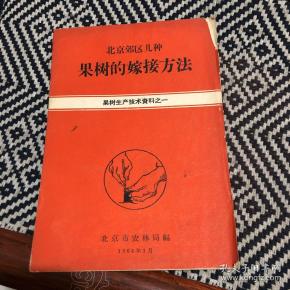 北京郊区几种
果树的嫁接方法
果树生产技术资料之一
北京市农林局编